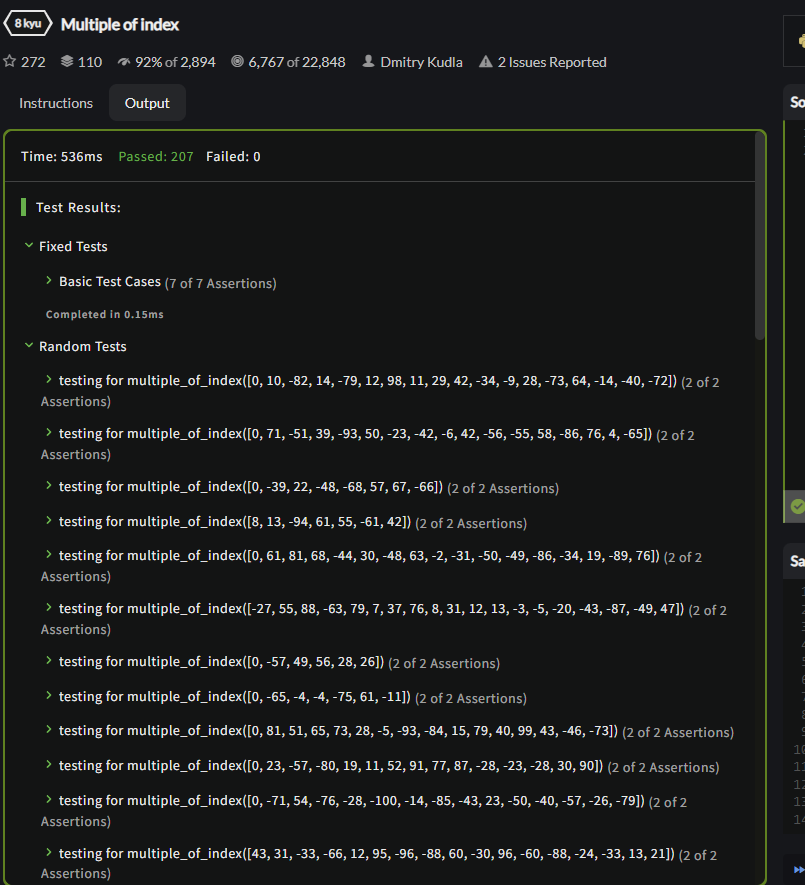 8 kyu Multiple of index
272 110 92% of 2,894 6,767 of 22,848 Dmitry Kudla 2 Issues Reported
Instructions Output
So
Time: 536ms Passed: 207 Failed: 0
Test Results:
Fixed Tests
Basic Test Cases (7 of 7 Assertions)
Completed in 0.15ms
Random Tests
testing for multiple_of_index([0, 10, -82, 14, -79, 12, 98, 11, 29, 42, -34, -9, 28, -73, 64, -14, -40, -72]) (2 of 2
Assertions)
testing for multiple_of_index([0, 71, -51, 39, -93, 50, -23, -42, -6, 42, -56, -55, 58, -86, 76, 4, -65]) (2 of 2
Assertions)
testing for multiple_of_index([0, -39, 22, -48, -68, 57, 67, -66]) (2 of 2 Assertions)
testing for multiple_of_index([8, 13, -94, 61, 55, -61, 42]) (2 of 2 Assertions)
testing for multiple_of_index([0, 61, 81, 68, -44, 30, -48, 63, -2, -31, -50, -49, -86, -34, 19, -89, 76]) (2 of 2
Assertions)
Sa
testing for multiple_of_index([-27, 55, 88, -63, 79, 7, 37, 76, 8, 31, 12, 13, -3, -5, -20, -43, -87, -49, 47]) (2 of 2
Assertions)
testing for multiple_of_index([0, -57, 49, 56, 28, 26]) (2 of 2 Assertions)
testing for multiple_of_index([0, -65, -4, -4, -75, 61, -11]) (2 of 2 Assertions)
testing for multiple_of_index([0, 81, 51, 65, 73, 28, -5, -93, -84, 15, 79, 40, 99, 43, -46, -73]) (2 of 2 Assertions)
testing for multiple_of_index([0, 23, -57, -80, 19, 11, 52, 91, 77, 87, -28, -23, -28, 30, 90]) (2 of 2 Assertions)
testing for multiple_of_index([0, -71, 54, -76, -28, -100, -14, -85, -43, 23, -50, -40, -57, -26, -79]) (2 of 2
Assertions)
testing for multiple_of_index([43, 31, -33, -66, 12, 95, -96, -88, 60, -30, 96, -60, -88, -24, -33, 13, 21]) (2 of 2
Assertions)